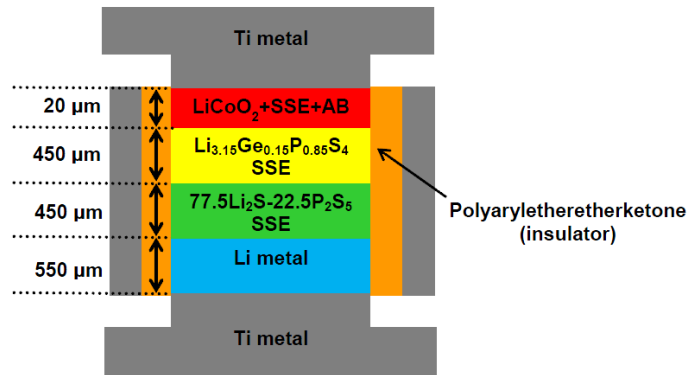 Ti metal
20 µm
LiCoO₂+SSE+AB
450 µm
Li₃.₁₅Ge₀.₁₅P₀.₈₅S₄
SSE
450 µm
77.5Li₂S-22.5P₂S₅
SSE
Polyaryletheretherketone
(insulator)
550 µm
Li metal
Ti metal